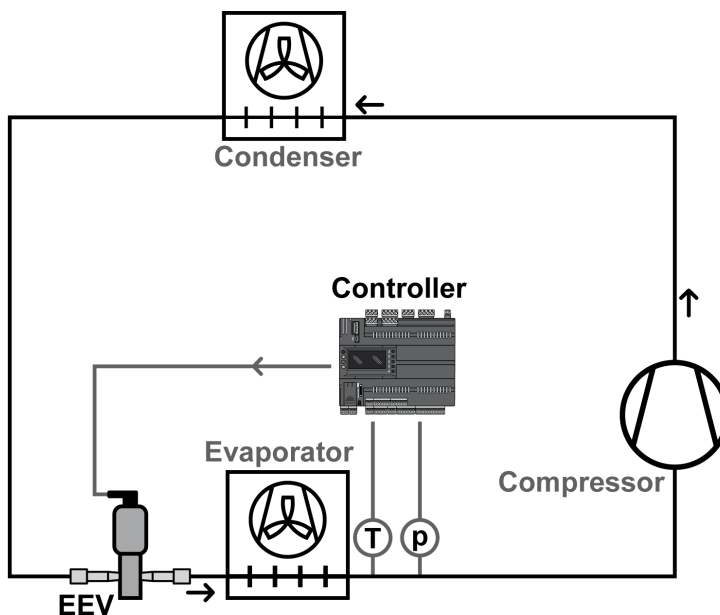 Condenser
Controller
Evaporator
Compressor
T
p
EEV